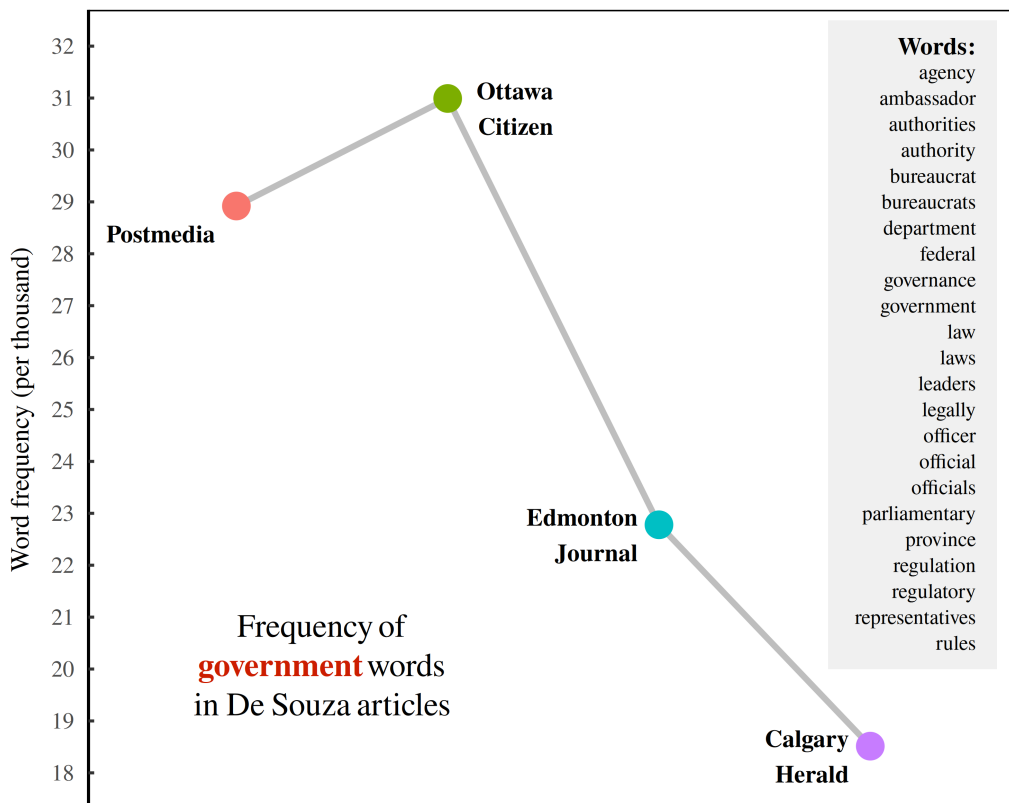 Word frequency (per thousand)
32
31
30
29
28
27
26
25
24
23
22
21
20
19
18
Postmedia
Ottawa
Citizen
Edmonton
Journal
Calgary
Herald
Frequency of
government words
in De Souza articles
Words:
agency
ambassador
authorities
authority
bureaucrat
bureaucrats
department
federal
governance
government
law
laws
leaders
legally
officer
official
officials
parliamentary
province
regulation
regulatory
representatives
rules